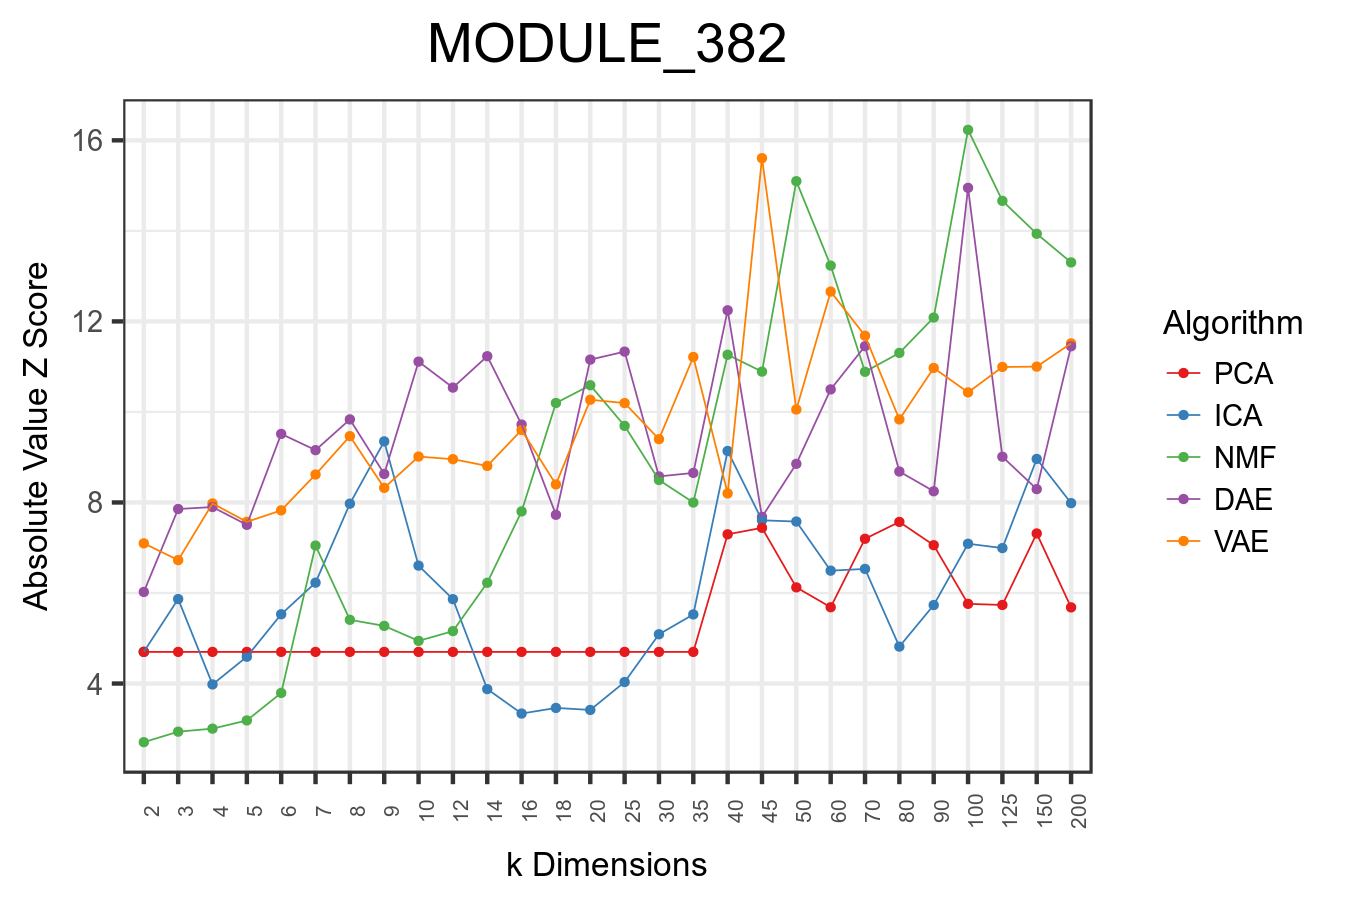 MODULE_382
Absolute Value Z Score
16
12
8
4
2 3 4 5 6 7 8 9 10 12 14 16 18 20 25 30 35 40 45 50 60 70 80 90 100 125 150 200
k Dimensions
Algorithm
PCA
ICA
NMF
DAE
VAE